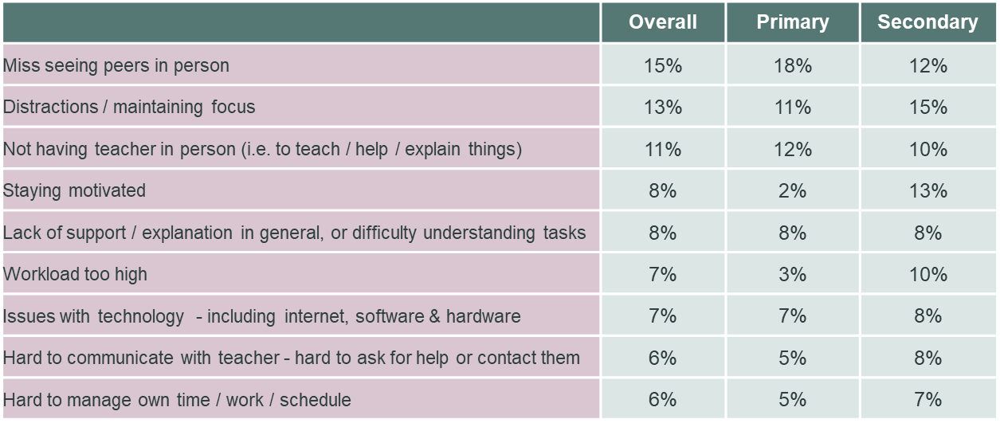 Overall Primary Secondary
Miss seeing peers in person 15% 18% 12%
Distractions / maintaining focus 13% 11% 15%
Not having teacher in person (i.e. to teach / help / explain things) 11% 12% 10%
Staying motivated 8% 2% 13%
Lack of support / explanation in general, or difficulty understanding tasks 8% 8% 8%
Workload too high 7% 3% 10%
Issues with technology - including internet, software & hardware 7% 7% 8%
Hard to communicate with teacher - hard to ask for help or contact them 6% 5% 8%
Hard to manage own time / work / schedule 6% 5% 7%